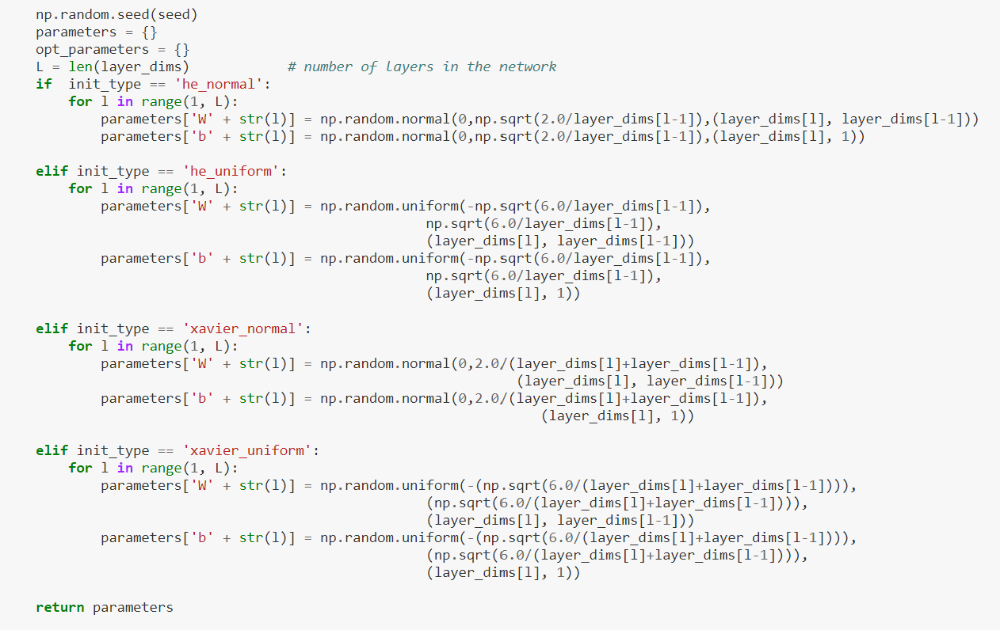 np.random.seed(seed)
parameters = {}
opt_parameters = {}
L = len(layer_dims)            # number of layers in the network
if  init_type == 'he_normal':
    for l in range(1, L):
        parameters['W' + str(l)] = np.random.normal(0,np.sqrt(2.0/layer_dims[l-1]),(layer_dims[l], layer_dims[l-1]))
        parameters['b' + str(l)] = np.random.normal(0,np.sqrt(2.0/layer_dims[l-1]),(layer_dims[l], 1))

elif init_type == 'he_uniform':
    for l in range(1, L):
        parameters['W' + str(l)] = np.random.uniform(-np.sqrt(6.0/layer_dims[l-1]),
                                                np.sqrt(6.0/layer_dims[l-1]),
                                                (layer_dims[l], layer_dims[l-1]))
        parameters['b' + str(l)] = np.random.uniform(-np.sqrt(6.0/layer_dims[l-1]),
                                                np.sqrt(6.0/layer_dims[l-1]),
                                                (layer_dims[l], 1))

elif init_type == 'xavier_normal':
    for l in range(1, L):
        parameters['W' + str(l)] = np.random.normal(0,2.0/(layer_dims[l]+layer_dims[l-1]),
                                                           (layer_dims[l], layer_dims[l-1]))
        parameters['b' + str(l)] = np.random.normal(0,2.0/(layer_dims[l]+layer_dims[l-1]),
                                                              (layer_dims[l], 1))

elif init_type == 'xavier_uniform':
    for l in range(1, L):
        parameters['W' + str(l)] = np.random.uniform(-(np.sqrt(6.0/(layer_dims[l]+layer_dims[l-1]))),
                                                (np.sqrt(6.0/(layer_dims[l]+layer_dims[l-1]))),
                                                (layer_dims[l], layer_dims[l-1]))
        parameters['b' + str(l)] = np.random.uniform(-(np.sqrt(6.0/(layer_dims[l]+layer_dims[l-1]))),
                                                (np.sqrt(6.0/(layer_dims[l]+layer_dims[l-1]))),
                                                (layer_dims[l], 1))

return parameters